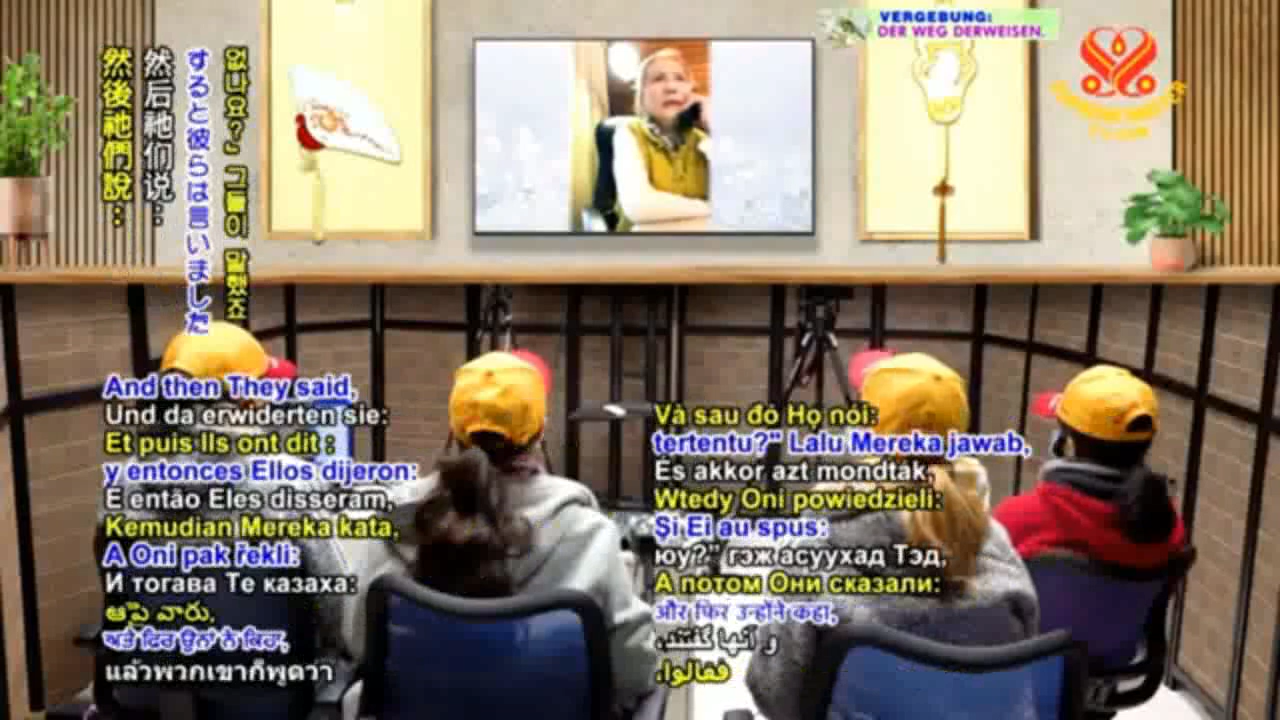 VERGEBUNG:
DER WEG DERWEISEN.
없나요?」 그들이 말했죠
すると彼らは言いました
然后祂们说：
然後祂們說：
And then They said,
Und da erwiderten sie:
Et puis Ils ont dit :
y entonces Ellos dijeron:
E então Eles disseram,
Kemudian Mereka kata,
A Oni pak řekli:
И тогава Те казаха:
ఆపై వారు,
ਅਤੇ ਫਿਰ ਉਨਾਂ ਨੇ ਕਿਹਾ,
แล้วพวกเขาก็พูดว่า
Và sau đó Họ nói:
tertentu?" Lalu Mereka jawab,
És akkor azt mondták,
Wtedy Oni powiedzieli:
Și Ei au spus:
юу?" гэж асуухад Тэд,
А потом Они сказали:
और फिर उन्होंने कहा,
و آنها گفتند،
فقالوا: